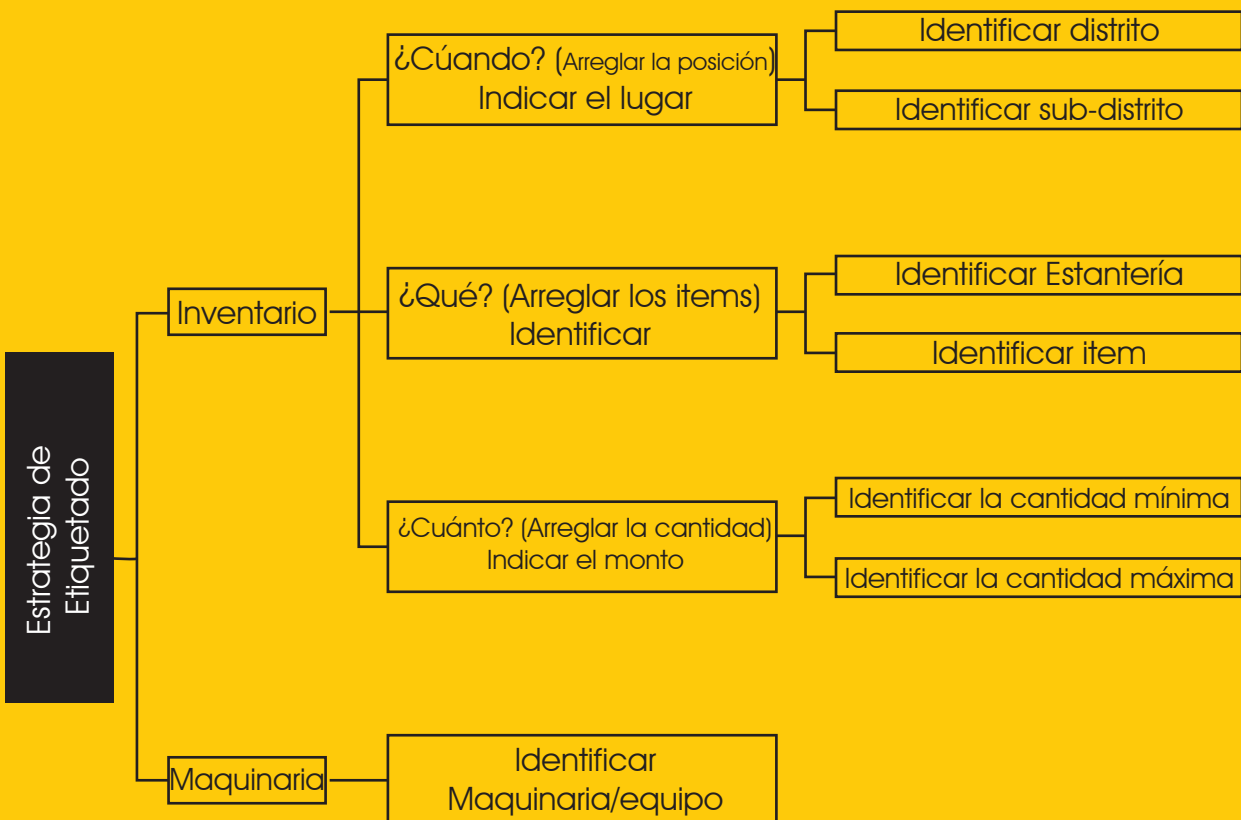 Estrategia de
Etiquetado
Inventario
¿Cúando? (Arreglar la posición)
Indicar el lugar
Identificar distrito
Identificar sub-distrito
¿Qué? (Arreglar los items)
Identificar
Identificar Estantería
Identificar item
¿Cuánto? (Arreglar la cantidad)
Indicar el monto
Identificar la cantidad mínima
Identificar la cantidad máxima
Maquinaria
Identificar
Maquinaria/equipo